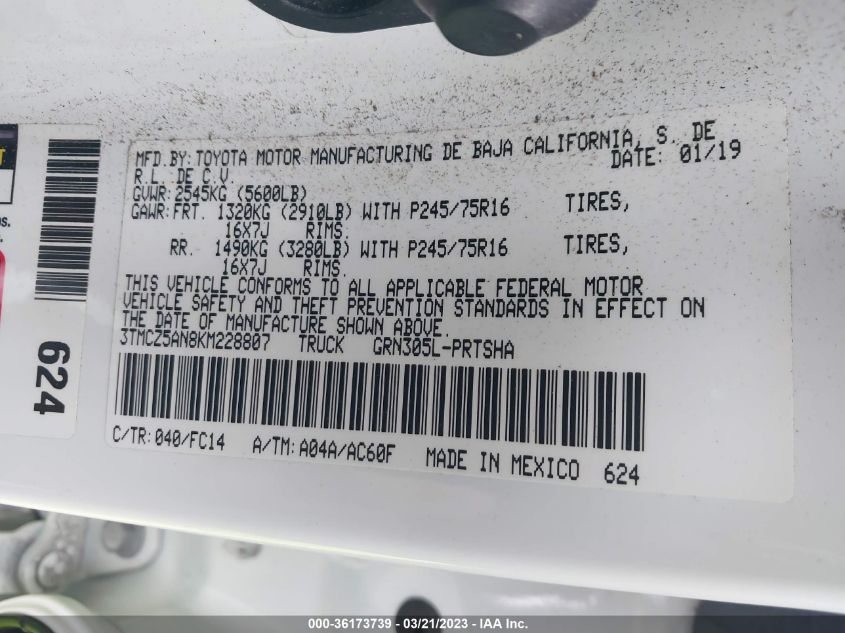 MFD.BY: TOYOTA MOTOR MANUFACTURING DE BAJA CALIFORNIA, S. DE
R.L. DE C.V. DATE: 01/19
GVWR: 2545KG (5600LB)
GAWR: FRT. 1320KG (2910LB) WITH P245/75R16 TIRES,
16X7J RIMS.
RR. 1490KG (3280LB) WITH P245/75R16 TIRES,
16X7J RIMS.
THIS VEHICLE CONFORMS TO ALL APPLICABLE FEDERAL MOTOR
VEHICLE SAFETY AND THEFT PREVENTION STANDARDS IN EFFECT ON
THE DATE OF MANUFACTURE SHOWN ABOVE.
3TMCZ5AN8KM228807 TRUCK GRN305L-PRTSHA
C/TR: 040/FC14 A/TM: A04A/AC60F MADE IN MEXICO 624
624
000-36173739 - 03/21/2023 - IAA Inc.